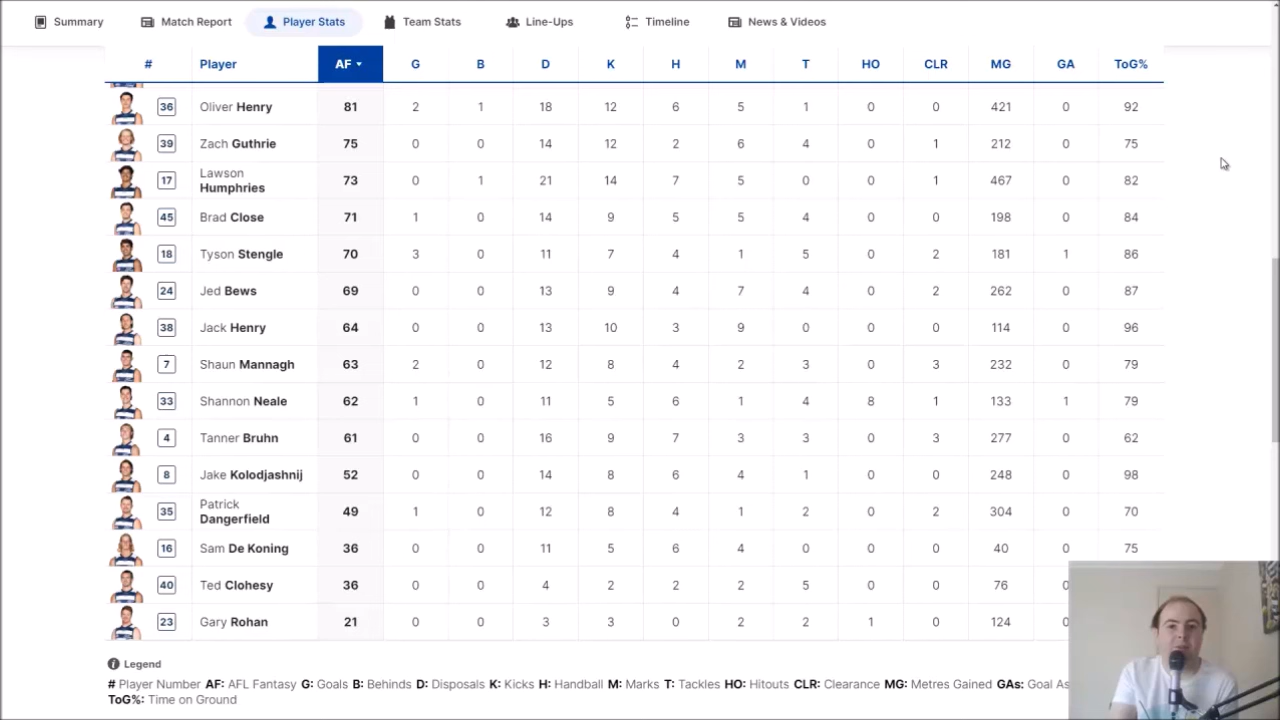 Summary Match Report Player Stats Team Stats Line-Ups Timeline News & Videos
# Player AF G B D K H M T HO CLR MG GA ToG%
36 Oliver Henry 81 2 1 18 12 6 5 1 0 0 421 0 92
39 Zach Guthrie 75 0 0 14 12 2 6 4 0 1 212 0 75
17 Lawson Humphries 73 0 1 21 14 7 5 0 0 1 467 0 82
45 Brad Close 71 1 0 14 9 5 5 4 0 0 198 0 84
18 Tyson Stengle 70 3 0 11 7 4 1 5 0 2 181 1 86
24 Jed Bews 69 0 0 13 9 4 7 4 0 2 262 0 87
38 Jack Henry 64 0 0 13 10 3 9 0 0 0 114 0 96
7 Shaun Mannagh 63 2 0 12 8 4 2 3 0 3 232 0 79
33 Shannon Neale 62 1 0 11 5 6 1 4 8 1 133 1 79
4 Tanner Bruhn 61 0 0 16 9 7 3 3 0 3 277 0 62
8 Jake Kolodjashnij 52 0 0 14 8 6 4 1 0 0 248 0 98
35 Patrick Dangerfield 49 1 0 12 8 4 1 2 0 2 304 0 70
16 Sam De Koning 36 0 0 11 5 6 4 0 0 0 40 0 75
40 Ted Clohesy 36 0 0 4 2 2 2 5 0 0 76 0
23 Gary Rohan 21 0 0 3 3 0 2 2 1 0 124 0
i Legend
# Player Number AF: AFL Fantasy G: Goals B: Behinds D: Disposals K: Kicks H: Handball M: Marks T: Tackles HO: Hitouts CLR: Clearance MG: Metres Gained GAs: Goal As
ToG%: Time on Ground